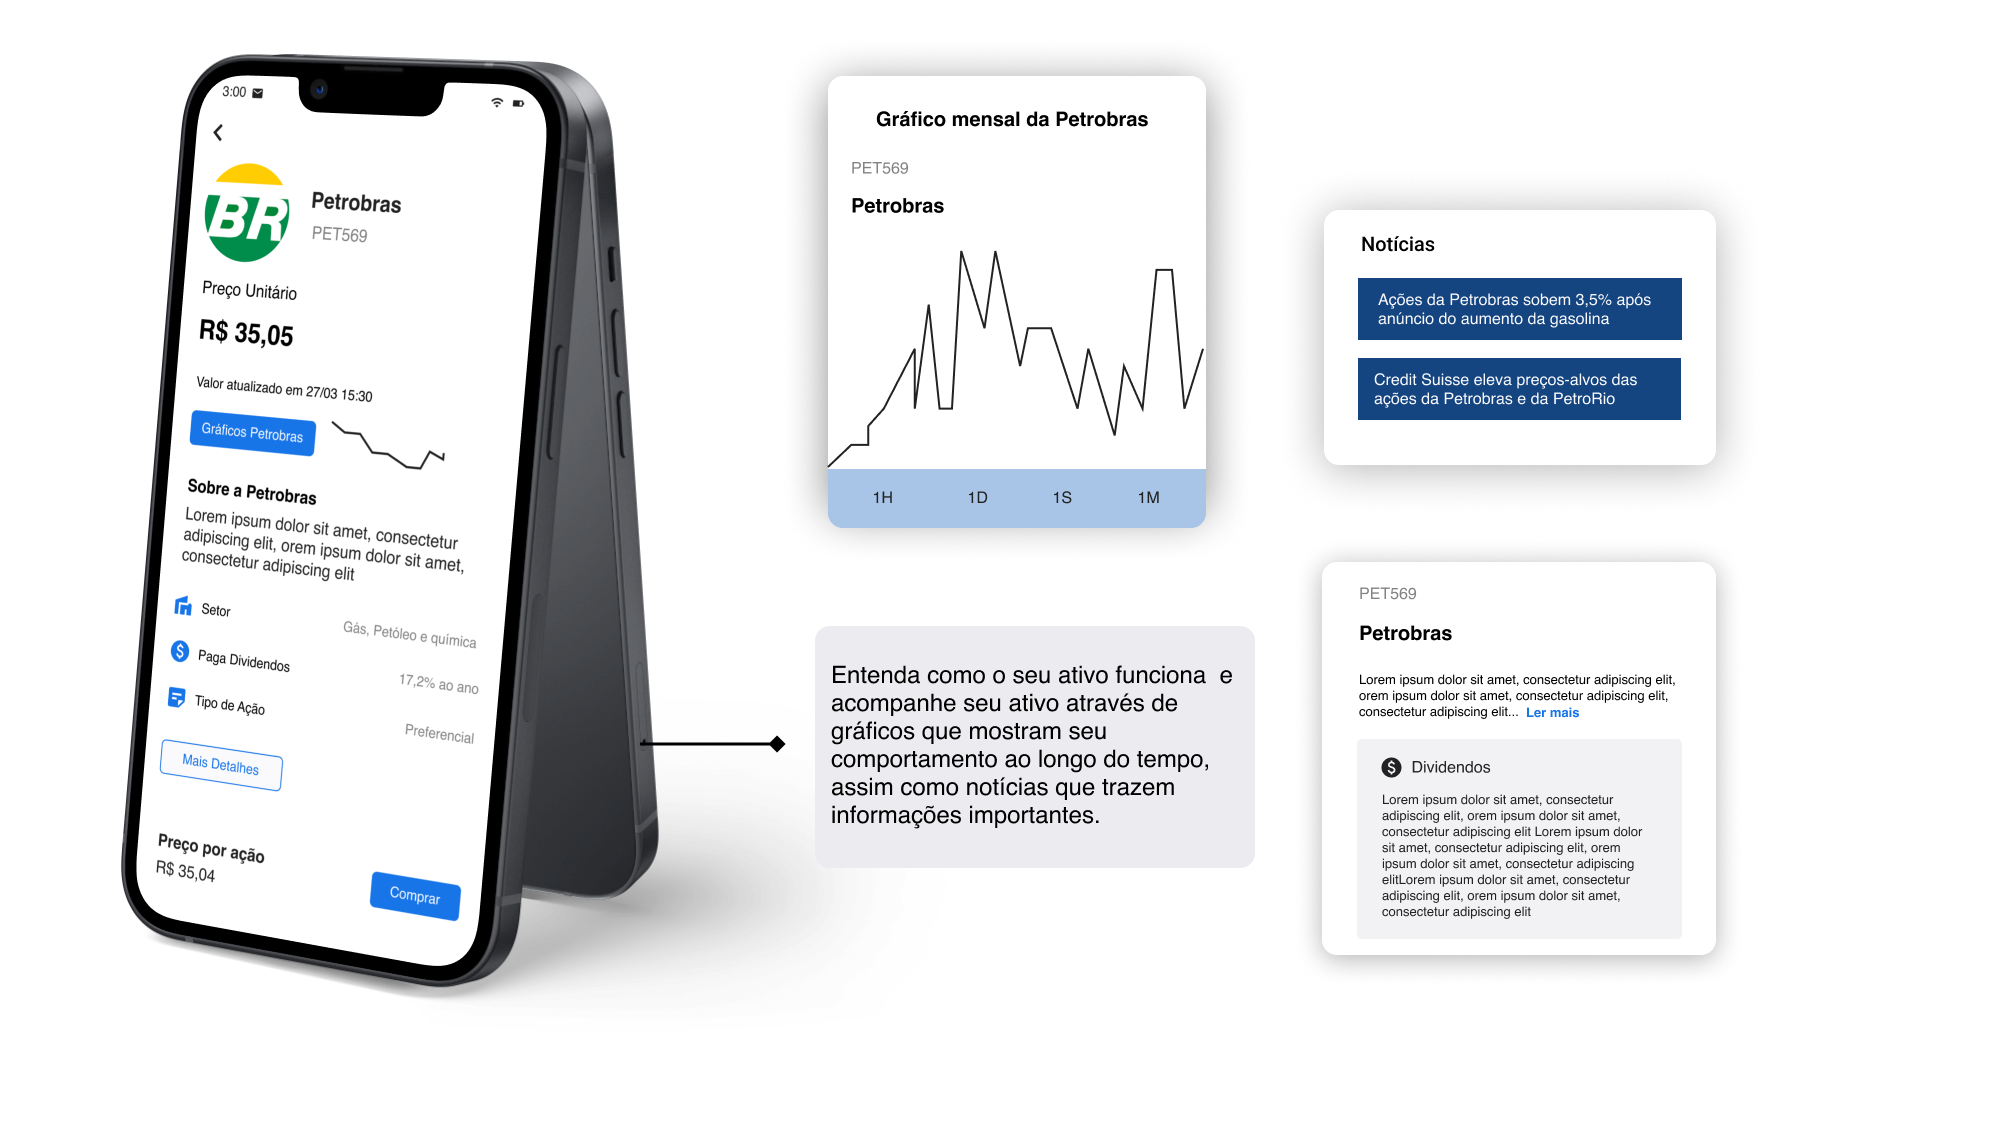 3:00
BR
Petrobras
PET569
Preço Unitário
R$ 35,05
Valor atualizado em 27/03 15:30
Gráficos Petrobras
Sobre a Petrobras
Lorem ipsum dolor sit amet, consectetur
adipiscing elit, orem ipsum dolor sit amet,
consectetur adipiscing elit
Setor
Gás, Petóleo e química
Paga Dividendos
17,2% ao ano
Tipo de Ação
Preferencial
Mais Detalhes
Preço por ação
R$ 35,04
Comprar
Gráfico mensal da Petrobras
PET569
Petrobras
1H 1D 1S 1M
Entenda como o seu ativo funciona e
acompanhe seu ativo através de
gráficos que mostram seu
comportamento ao longo do tempo,
assim como notícias que trazem
informações importantes.
Notícias
Ações da Petrobras sobem 3,5% após
anúncio do aumento da gasolina
Credit Suisse eleva preços-alvos das
ações da Petrobras e da PetroRio
PET569
Petrobras
Lorem ipsum dolor sit amet, consectetur adipiscing elit,
orem ipsum dolor sit amet, consectetur adipiscing elit,
consectetur adipiscing elit... Ler mais
Dividendos
Lorem ipsum dolor sit amet, consectetur
adipiscing elit, orem ipsum dolor sit amet,
consectetur adipiscing elit Lorem ipsum dolor
sit amet, consectetur adipiscing elit, orem
ipsum dolor sit amet, consectetur adipiscing
elitLorem ipsum dolor sit amet, consectetur
adipiscing elit, orem ipsum dolor sit amet,
consectetur adipiscing elit